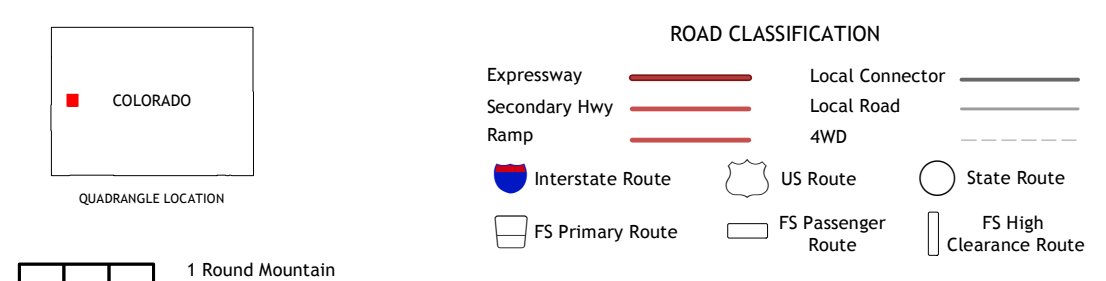 COLORADO
QUADRANGLE LOCATION
1 Round Mountain
ROAD CLASSIFICATION
Expressway
Secondary Hwy
Ramp
Local Connector
Local Road
4WD
Interstate Route
US Route
State Route
FS Primary Route
FS Passenger
Route
FS High
Clearance Route